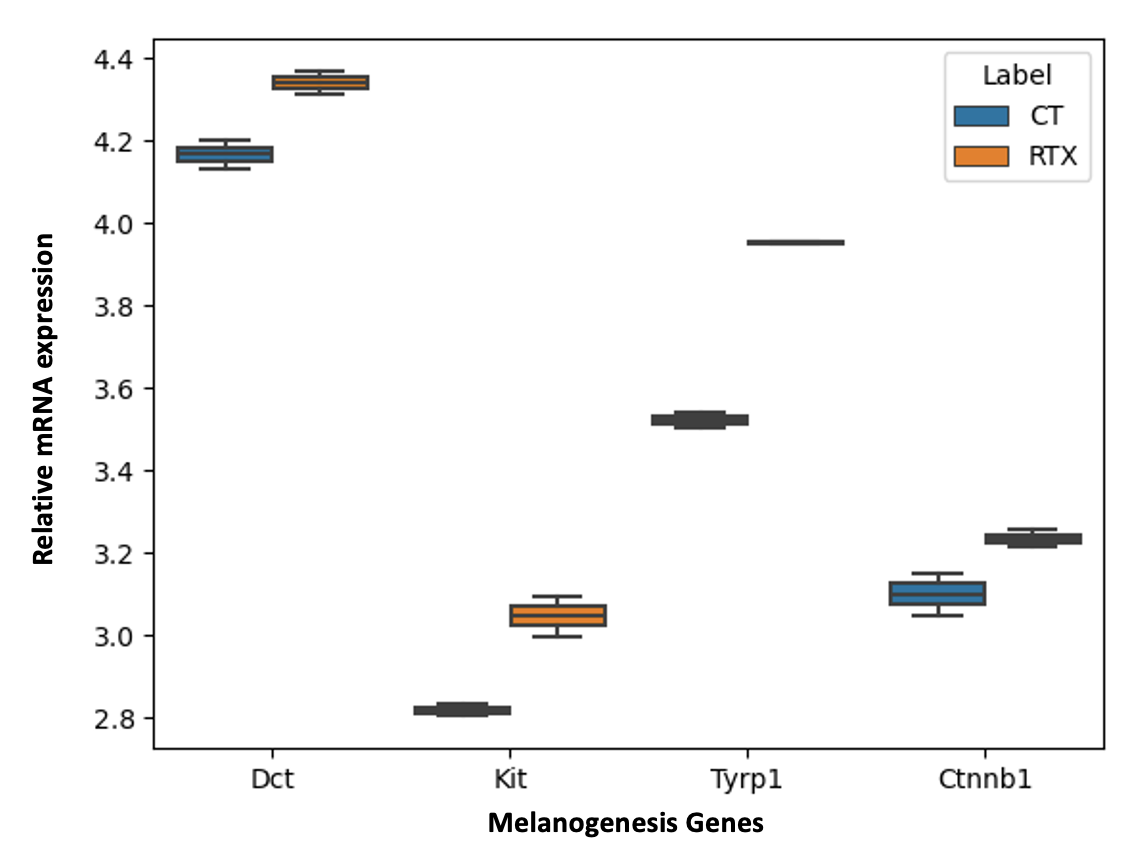 Relative mRNA expression
4.4
4.2
4.0
3.8
3.6
3.4
3.2
3.0
2.8
Label
CT
RTX
Dct Kit Tyrp1 Ctnnb1
Melanogenesis Genes